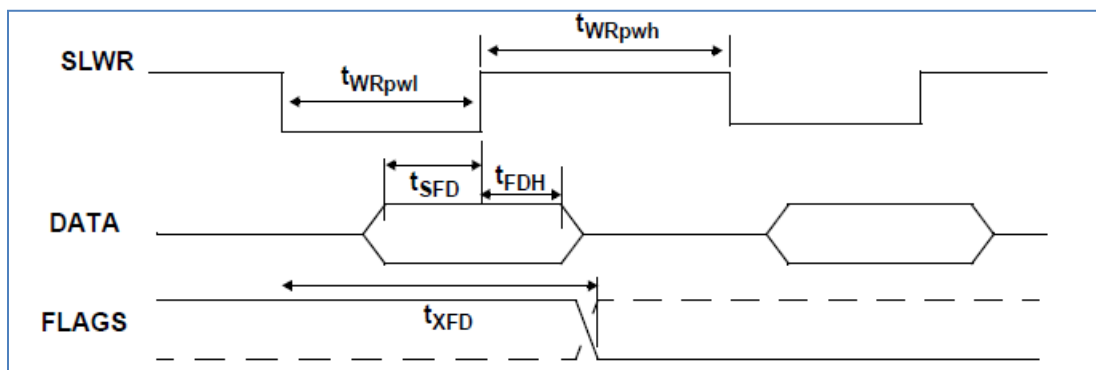 tWRpwh
SLWR
tWRpwl
tSFD
tFDH
DATA
tXFD
FLAGS